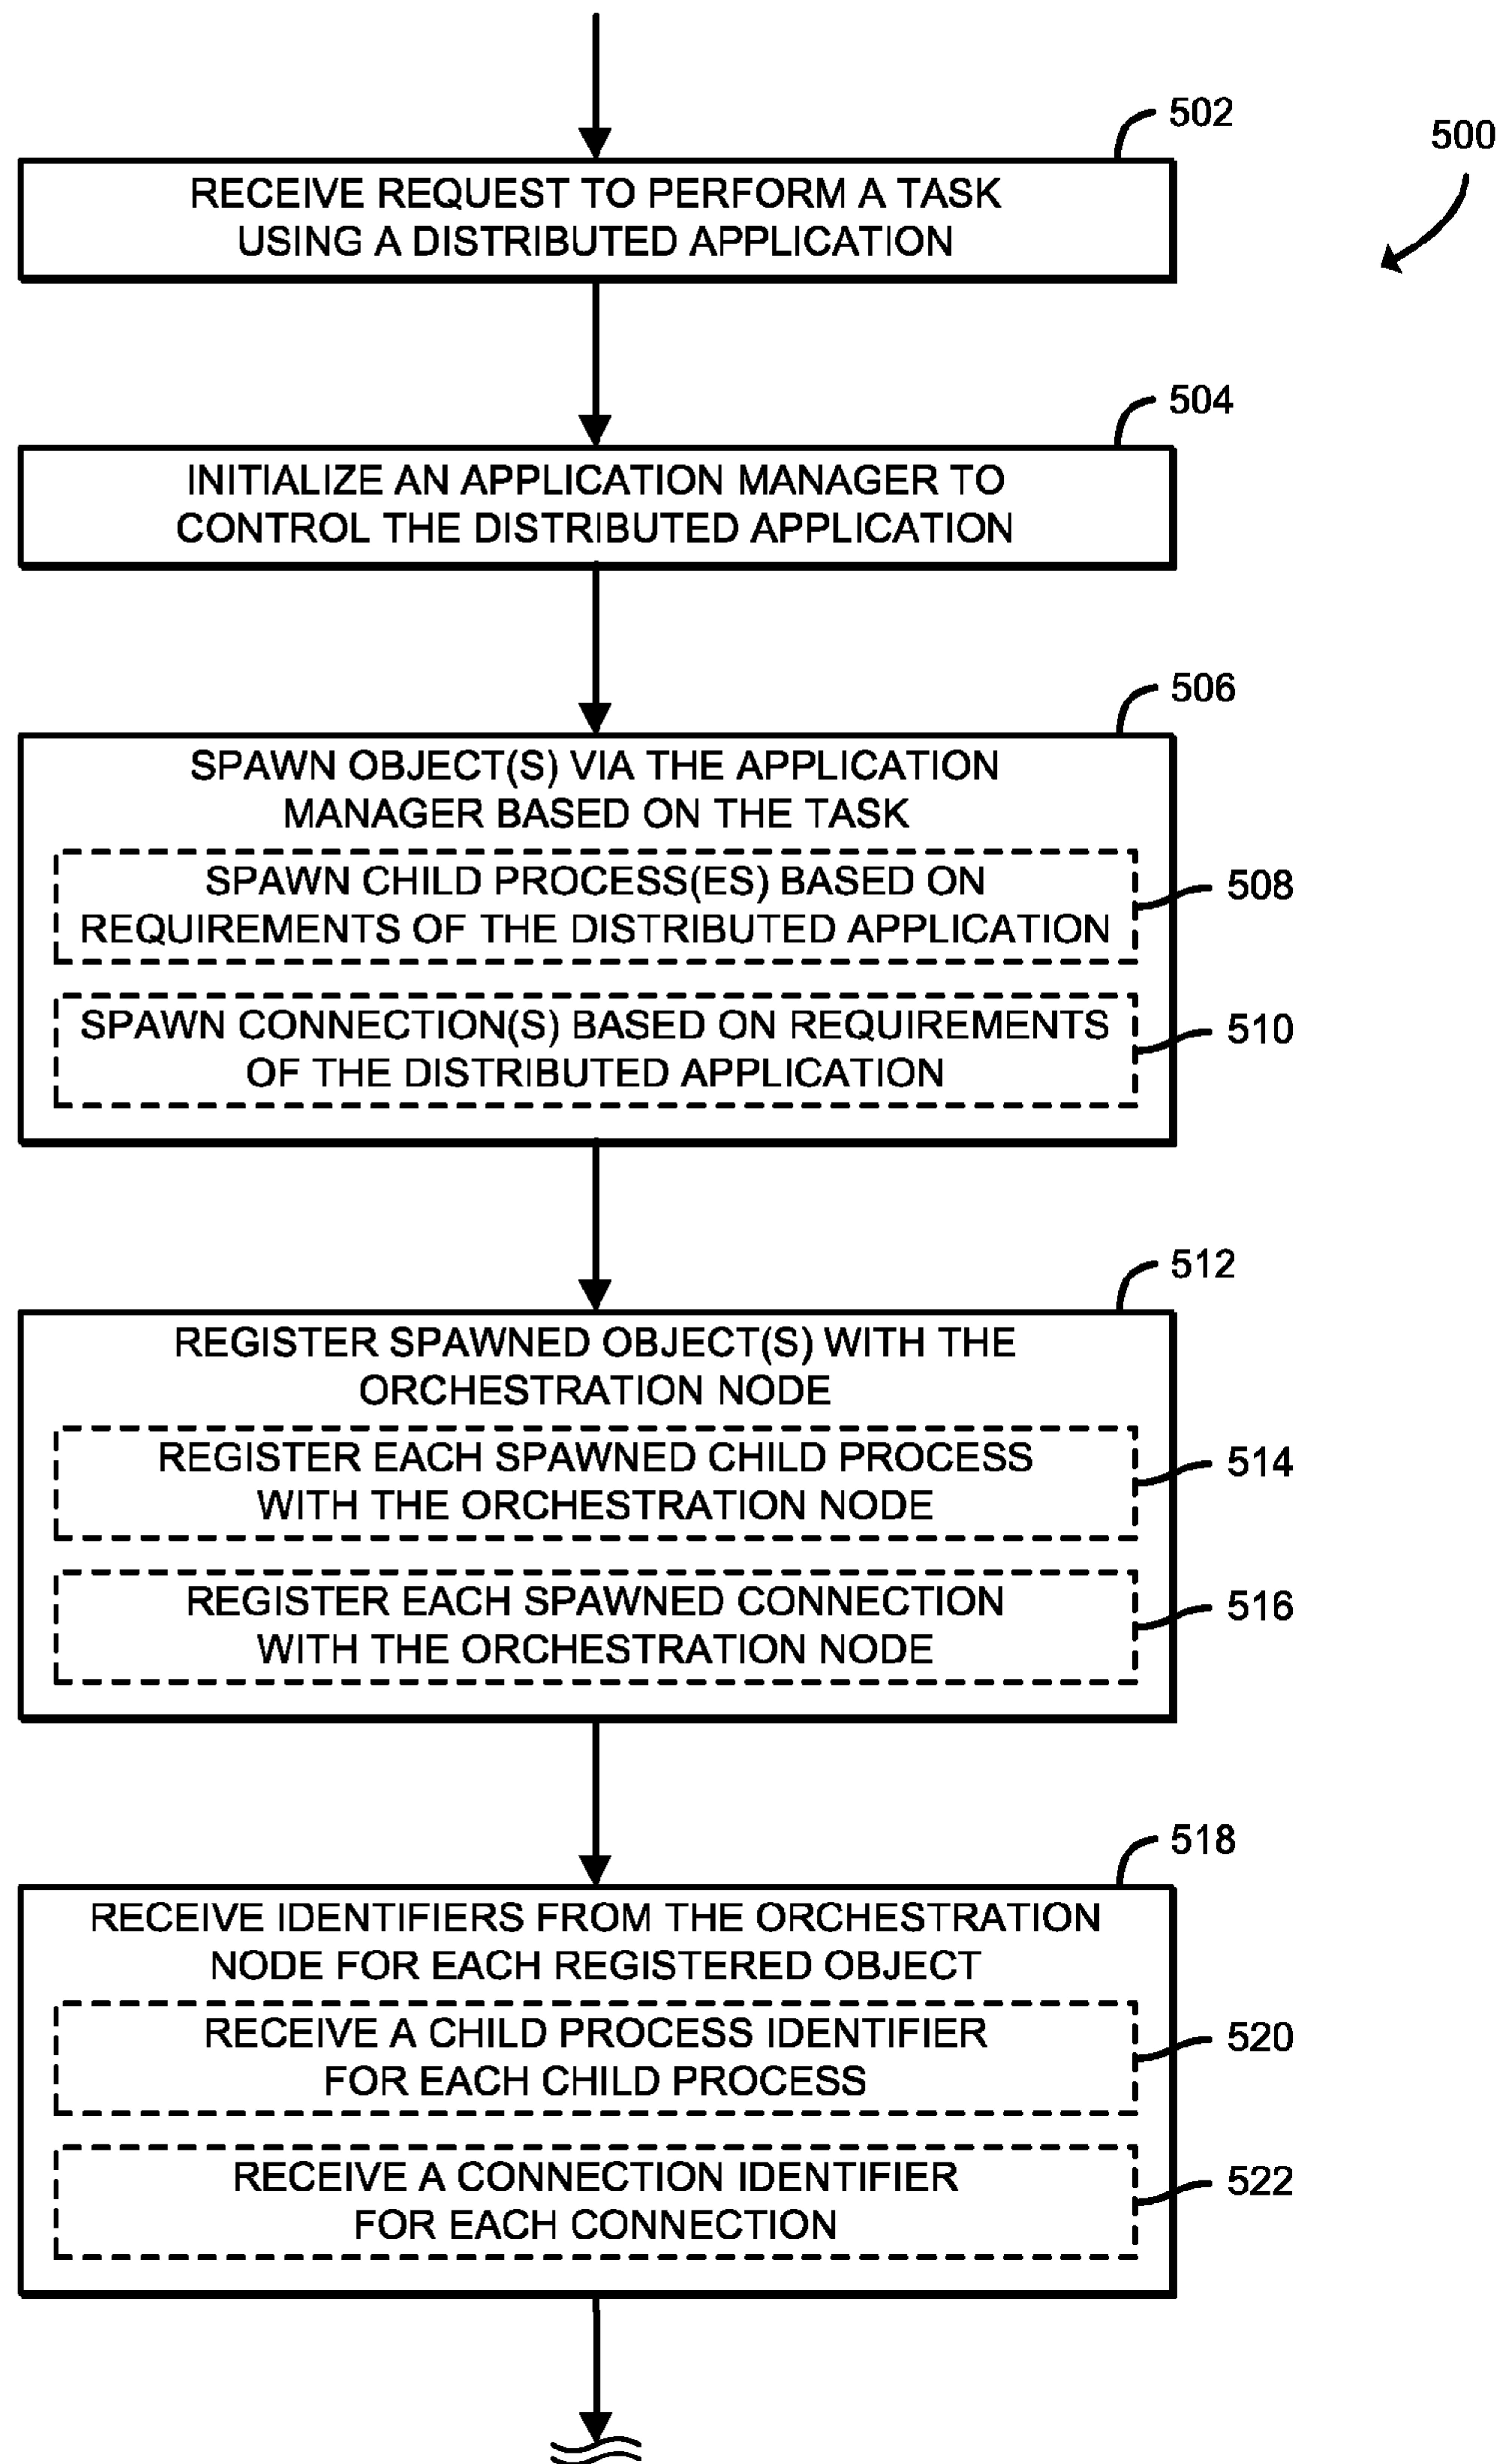 502
500
RECEIVE REQUEST TO PERFORM A TASK
USING A DISTRIBUTED APPLICATION
504
INITIALIZE AN APPLICATION MANAGER TO
CONTROL THE DISTRIBUTED APPLICATION
506
SPAWN OBJECT(S) VIA THE APPLICATION
MANAGER BASED ON THE TASK
SPAWN CHILD PROCESS(ES) BASED ON
REQUIREMENTS OF THE DISTRIBUTED APPLICATION
508
SPAWN CONNECTION(S) BASED ON REQUIREMENTS
OF THE DISTRIBUTED APPLICATION
510
512
REGISTER SPAWNED OBJECT(S) WITH THE
ORCHESTRATION NODE
REGISTER EACH SPAWNED CHILD PROCESS
WITH THE ORCHESTRATION NODE
514
REGISTER EACH SPAWNED CONNECTION
WITH THE ORCHESTRATION NODE
516
518
RECEIVE IDENTIFIERS FROM THE ORCHESTRATION
NODE FOR EACH REGISTERED OBJECT
RECEIVE A CHILD PROCESS IDENTIFIER
FOR EACH CHILD PROCESS
520
RECEIVE A CONNECTION IDENTIFIER
FOR EACH CONNECTION
522